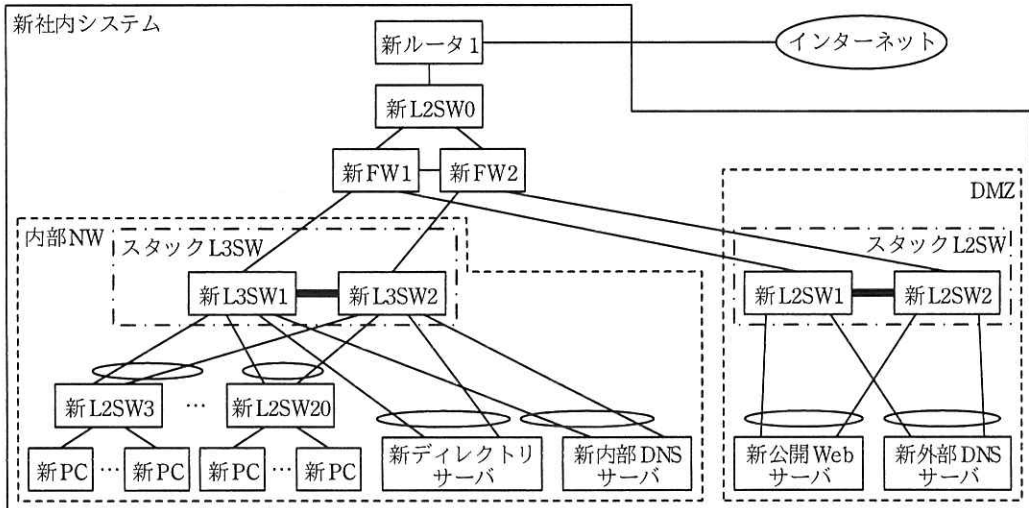 新社内システム
新ルータ1
インターネット
新L2SW0
新FW1
新FW2
DMZ
内部NW
スタックL3SW
スタックL2SW
新L3SW1
新L3SW2
新L2SW1
新L2SW2
新L2SW3
…
新L2SW20
新PC
…
新PC
新PC
…
新PC
新ディレクトリ
サーバ
新内部DNS
サーバ
新公開Web
サーバ
新外部DNS
サーバ